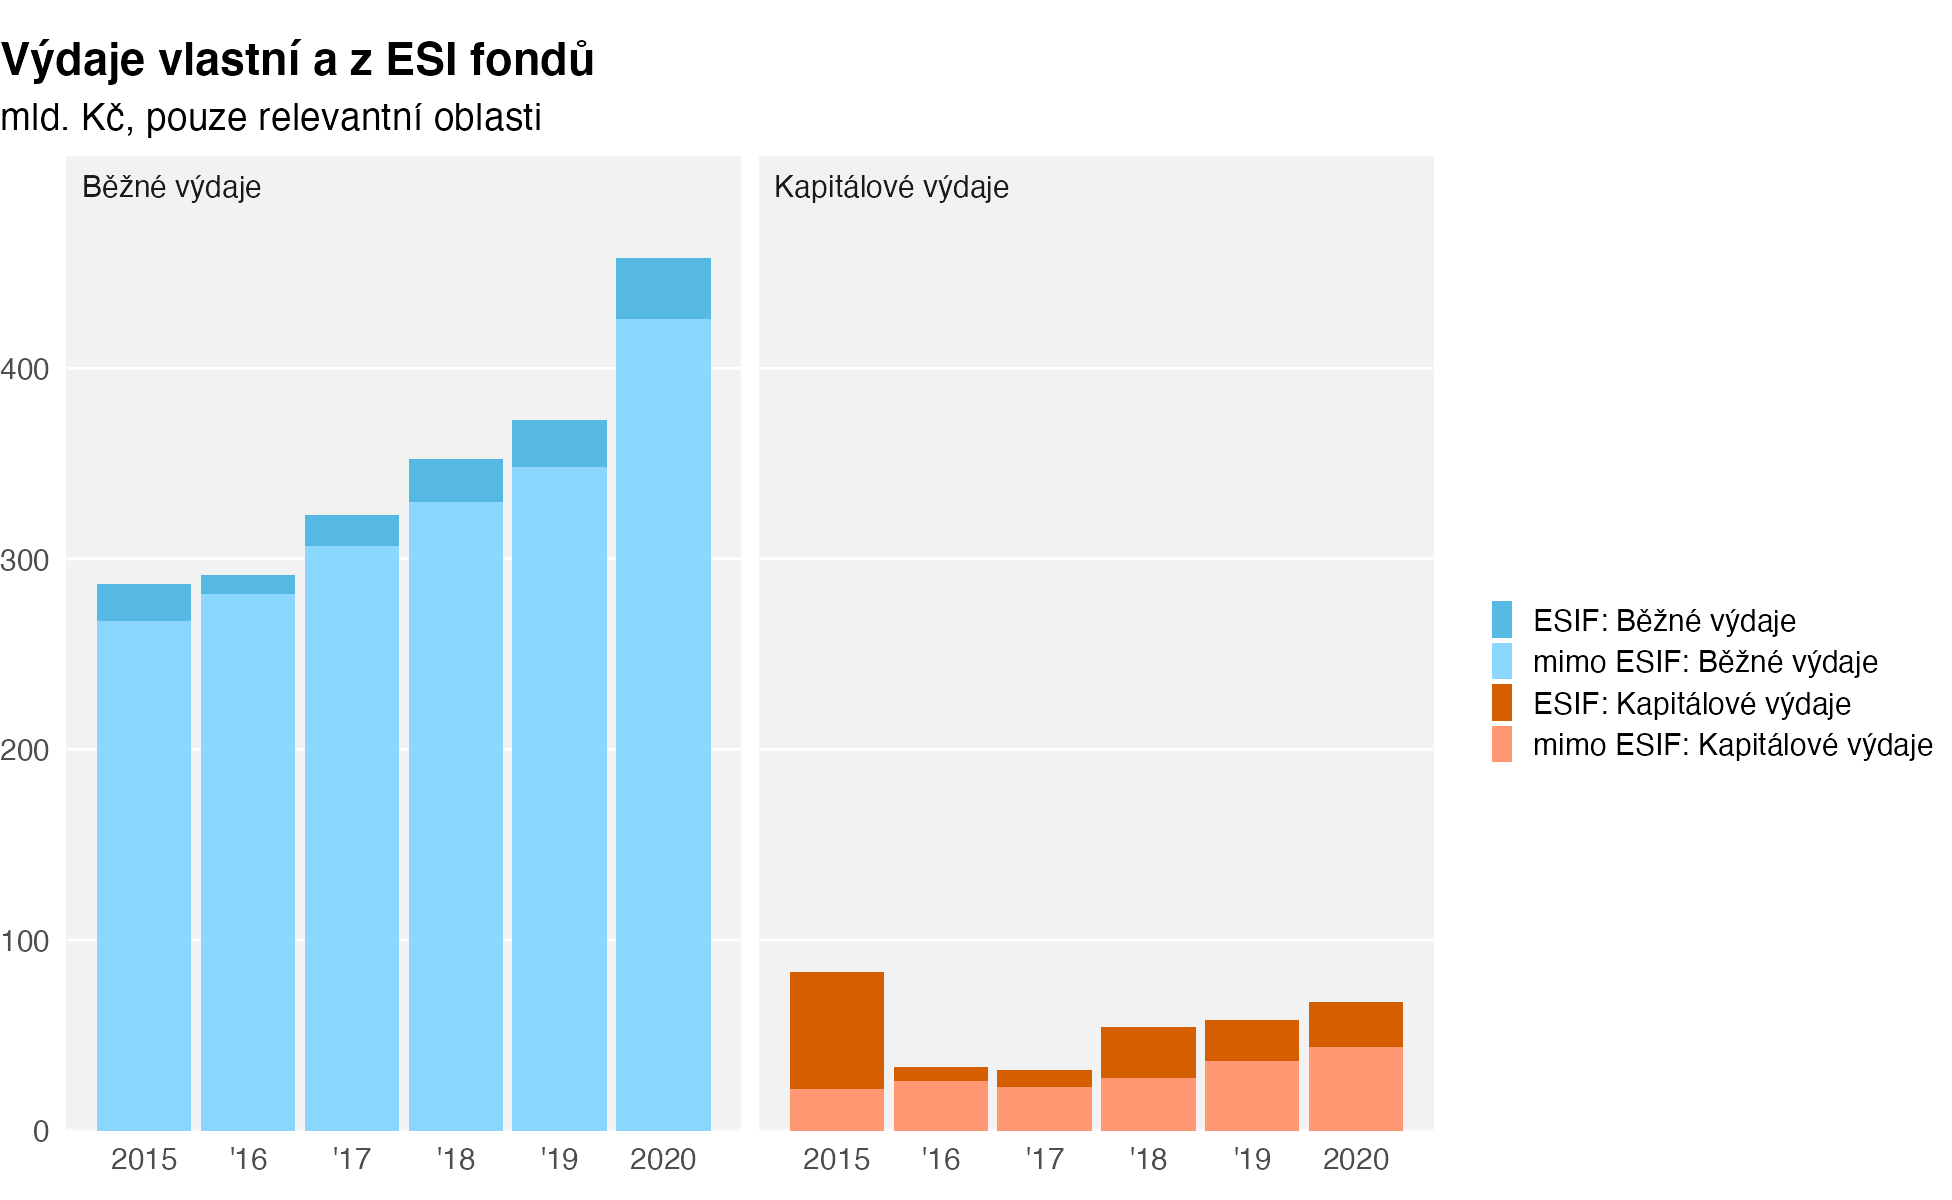 Výdaje vlastní a z ESI fondů
mld. Kč, pouze relevantní oblasti
Běžné výdaje
Kapitálové výdaje
400
300
200
100
0
2015 '16 '17 '18 '19 2020
2015 '16 '17 '18 '19 2020
ESIF: Běžné výdaje
mimo ESIF: Běžné výdaje
ESIF: Kapitálové výdaje
mimo ESIF: Kapitálové výdaje